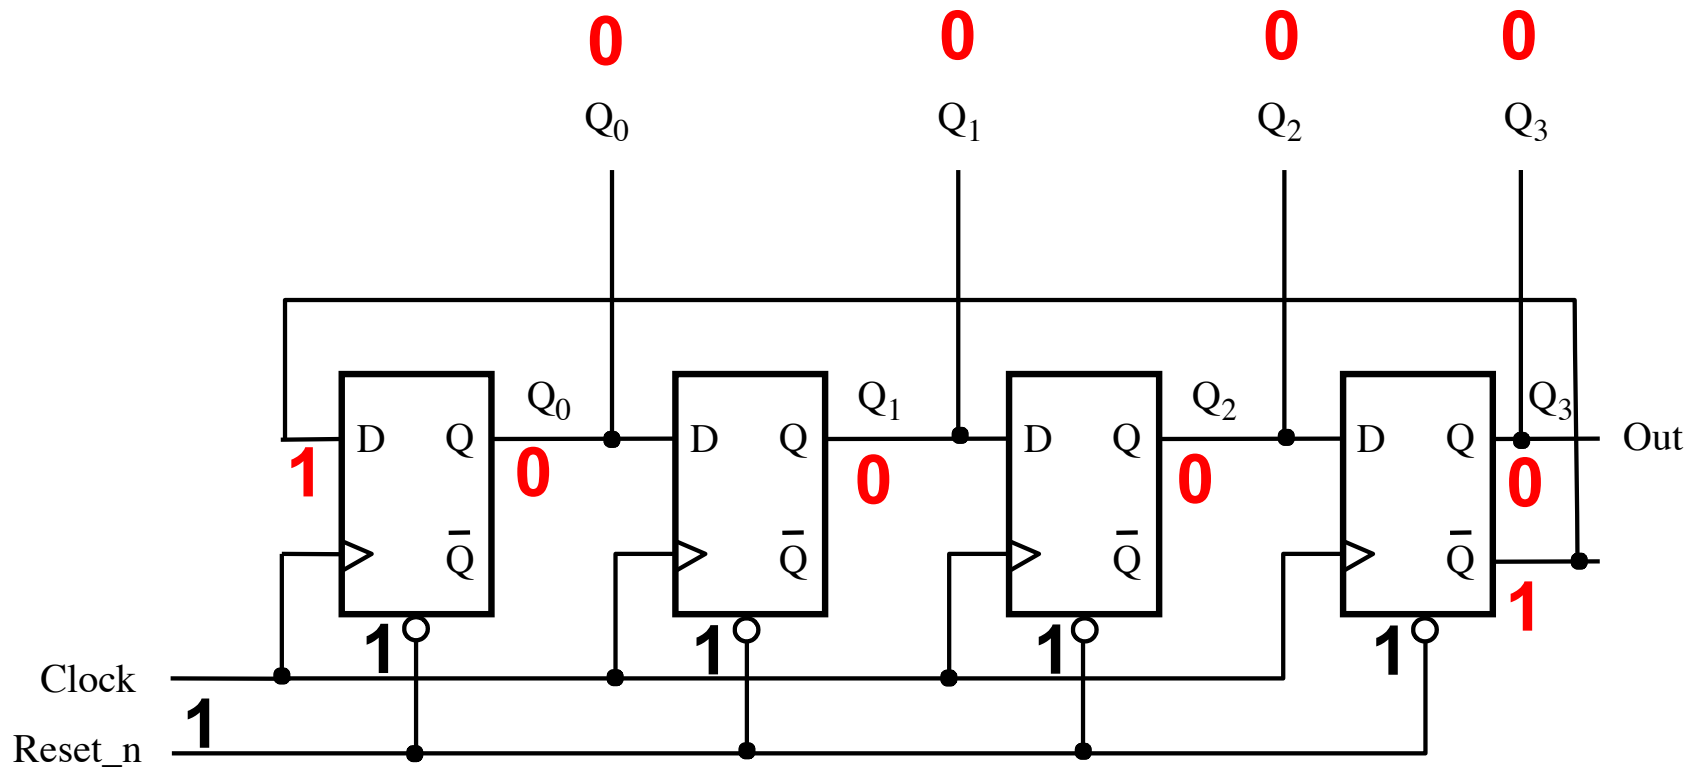 0 0 0 0
Q0 Q1 Q2 Q3
Q0 Q1 Q2 Q3
D Q D Q D Q D Q Out
1 0 0 0 0
Q̅ Q̅ Q̅ Q̅
1
1 1 1 1
Clock
1
Reset_n